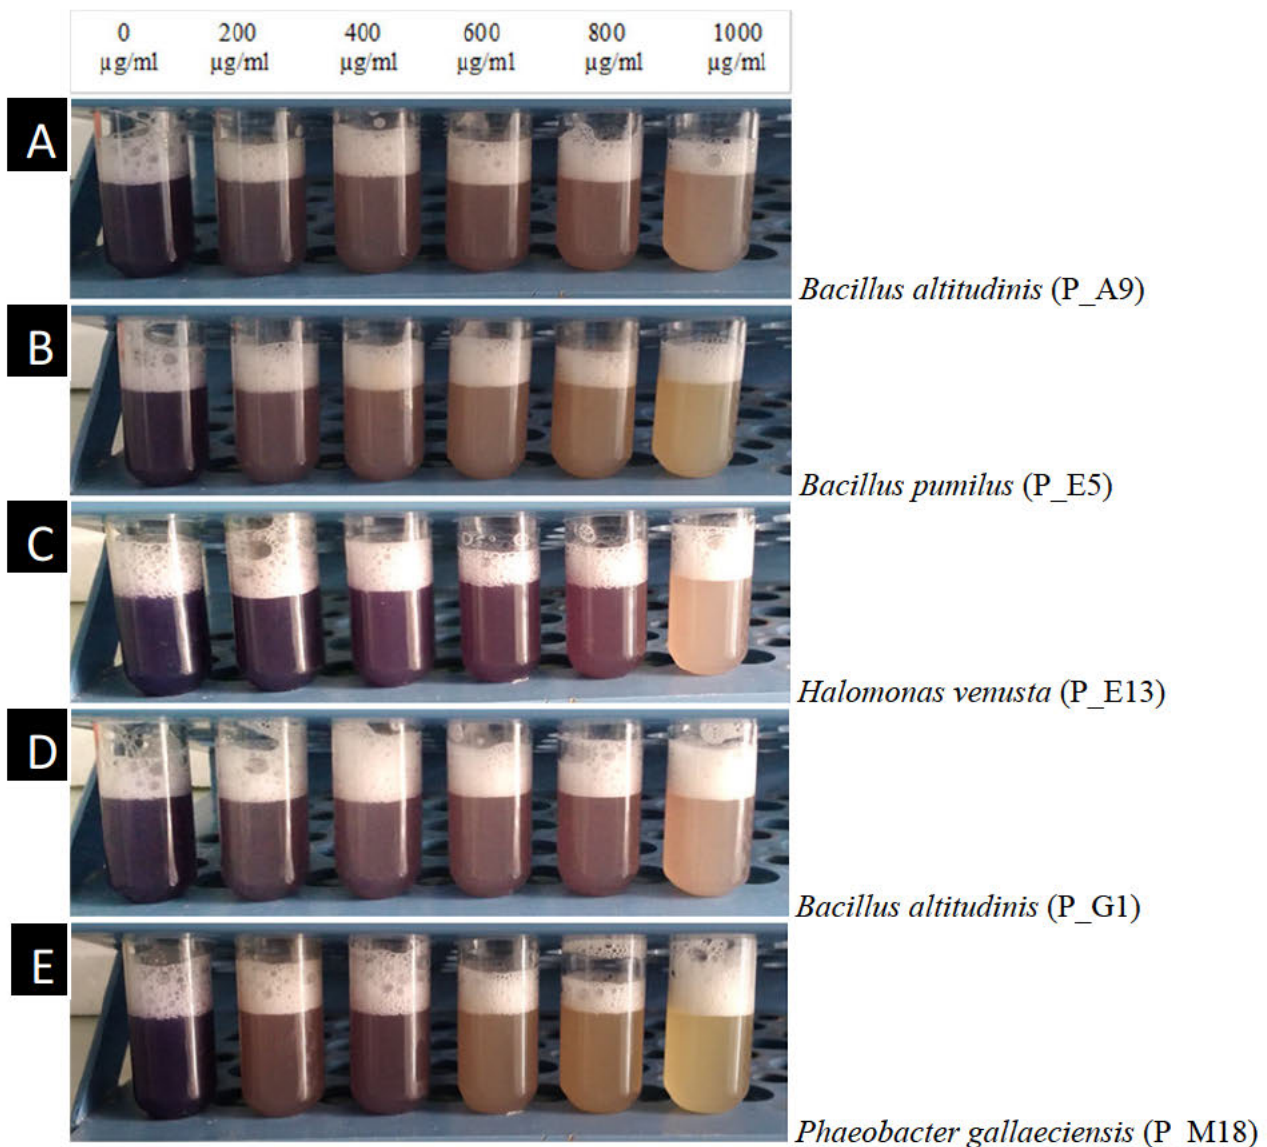 0 200 400 600 800 1000
µg/ml µg/ml µg/ml µg/ml µg/ml µg/ml
A
Bacillus altitudinis (P_A9)
B
Bacillus pumilus (P_E5)
C
Halomonas venusta (P_E13)
D
Bacillus altitudinis (P_G1)
E
Phaeobacter gallaeciensis (P_M18)